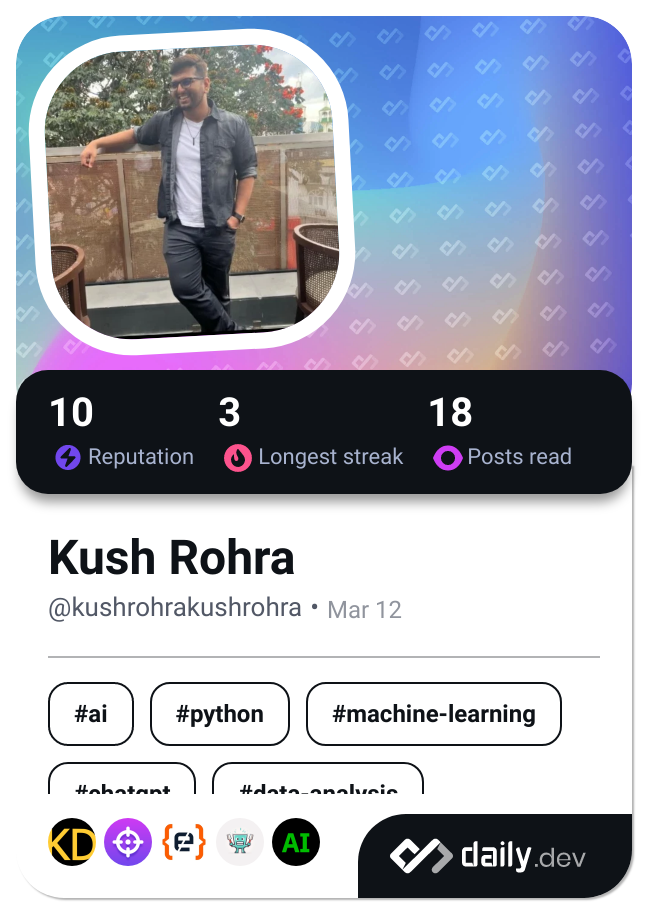 10 3 18
Reputation Longest streak Posts read
Kush Rohra
@kushrohrakushrohra • Mar 12
#ai #python #machine-learning
#chatgpt #data-analysis
KD AI
daily.dev